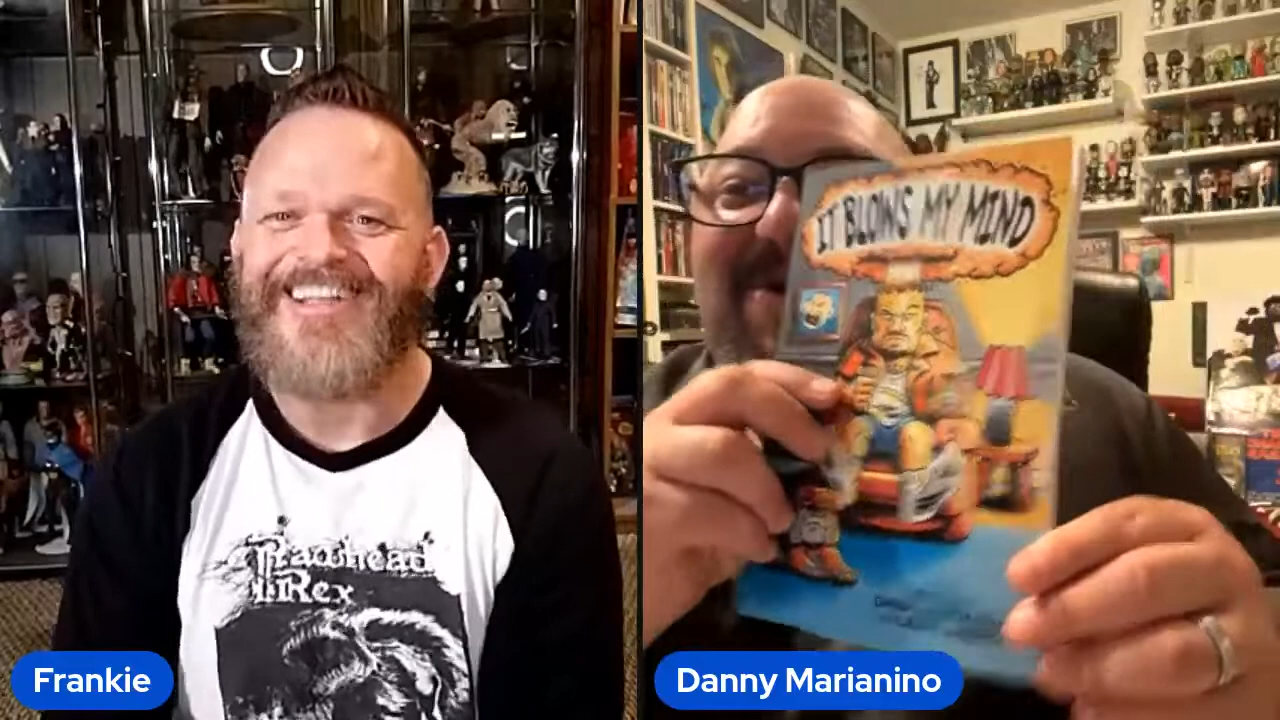 IT BLOWS MY MIND
Rawhead
Rex
Frankie
Danny Marianino